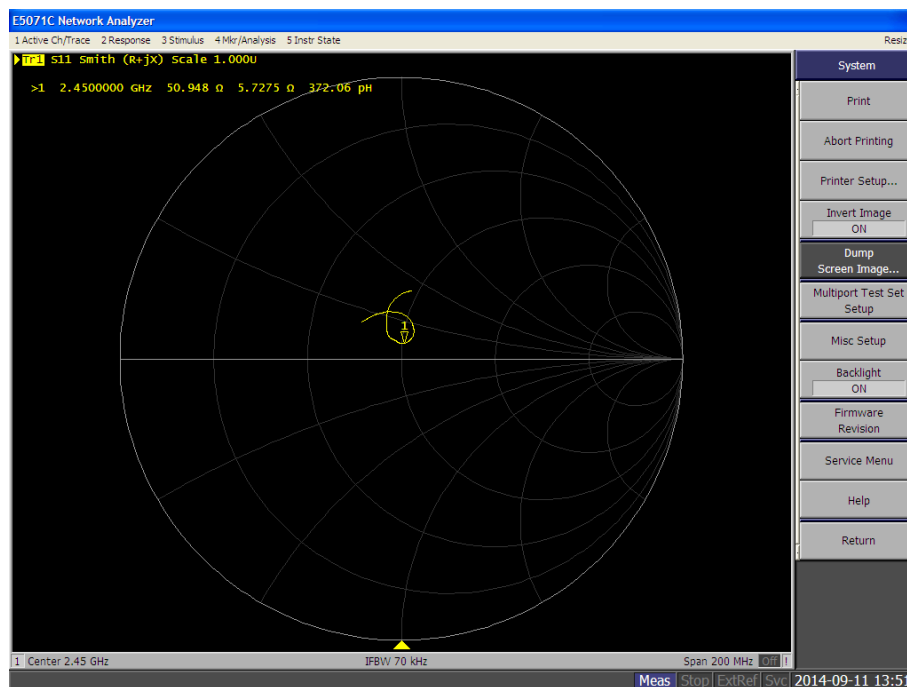 E5071C Network Analyzer
1 Active Ch/Trace 2 Response 3 Stimulus 4 Mkr/Analysis 5 Instr State
Resiz
Tr1 S11 Smith (R+jX) Scale 1.000U
>1 2.4500000 GHz 50.948 Ω 5.7275 Ω 372.06 pH
1
System
Print
Abort Printing
Printer Setup...
Invert Image
ON
Dump
Screen Image...
Multiport Test Set
Setup
Misc Setup
Backlight
ON
Firmware
Revision
Service Menu
Help
Return
1 Center 2.45 GHz
IFBW 70 kHz
Span 200 MHz Off !
Meas Stop ExtRef Svc 2014-09-11 13:51